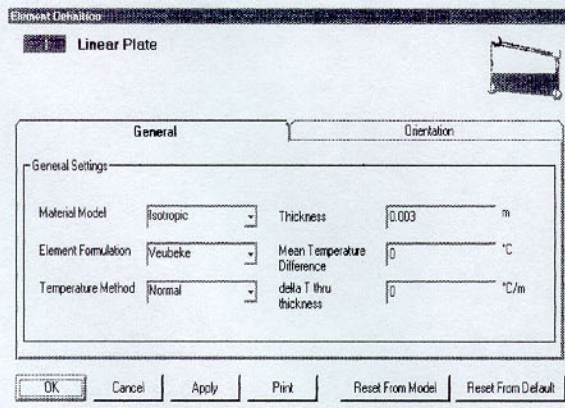 Element Definition
Linear Plate
General
Orientation
General Settings
Material Model Isotropic Thickness 0.003 m
Element Formulation Veubeke Mean Temperature Difference 0 °C
Temperature Method Normal delta T thru thickness 0 °C/m
OK Cancel Apply Print Reset From Model Reset From Default